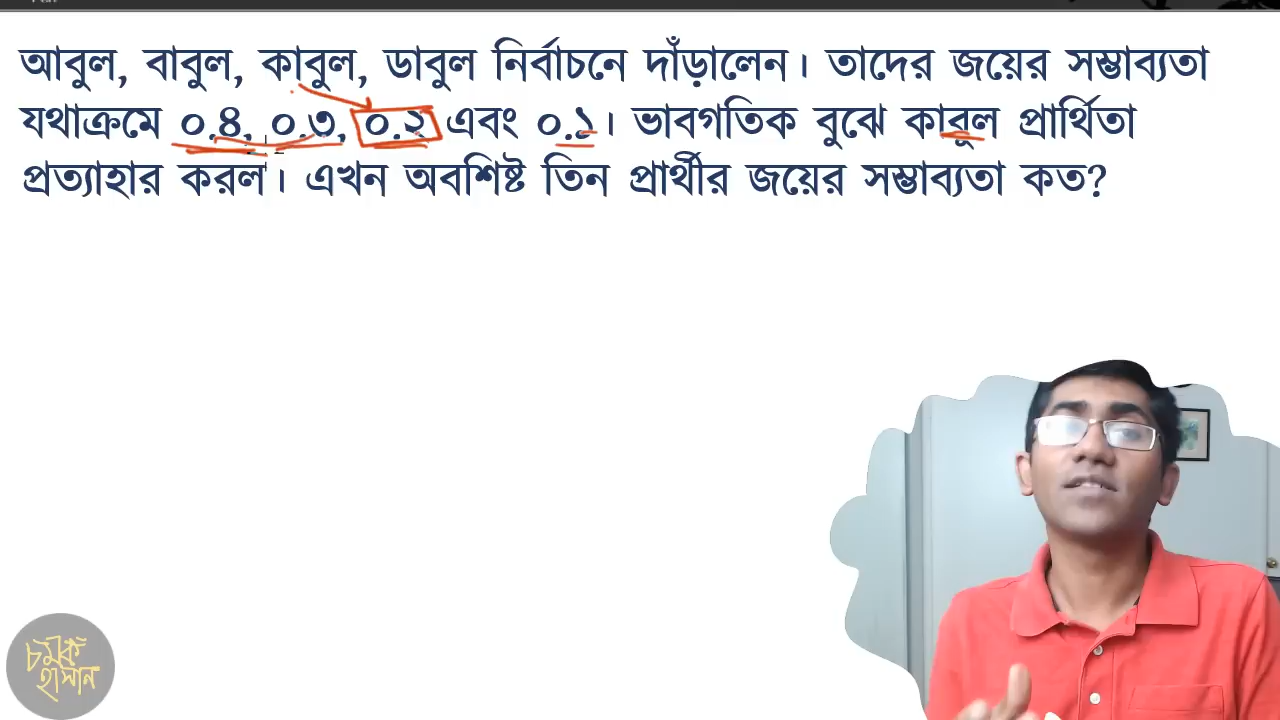 আবুল, বাবুল, কাবুল, ডাবুল নির্বাচনে দাঁড়ালেন। তাদের জয়ের সম্ভাব্যতা
যথাক্রমে ০.৪, ০.৩, ০.২ এবং ০.১। ভাবগতিক বুঝে কাবুল প্রার্থিতা
প্রত্যাহার করল। এখন অবশিষ্ট তিন প্রার্থীর জয়ের সম্ভাব্যতা কত?
চমক
হাসান